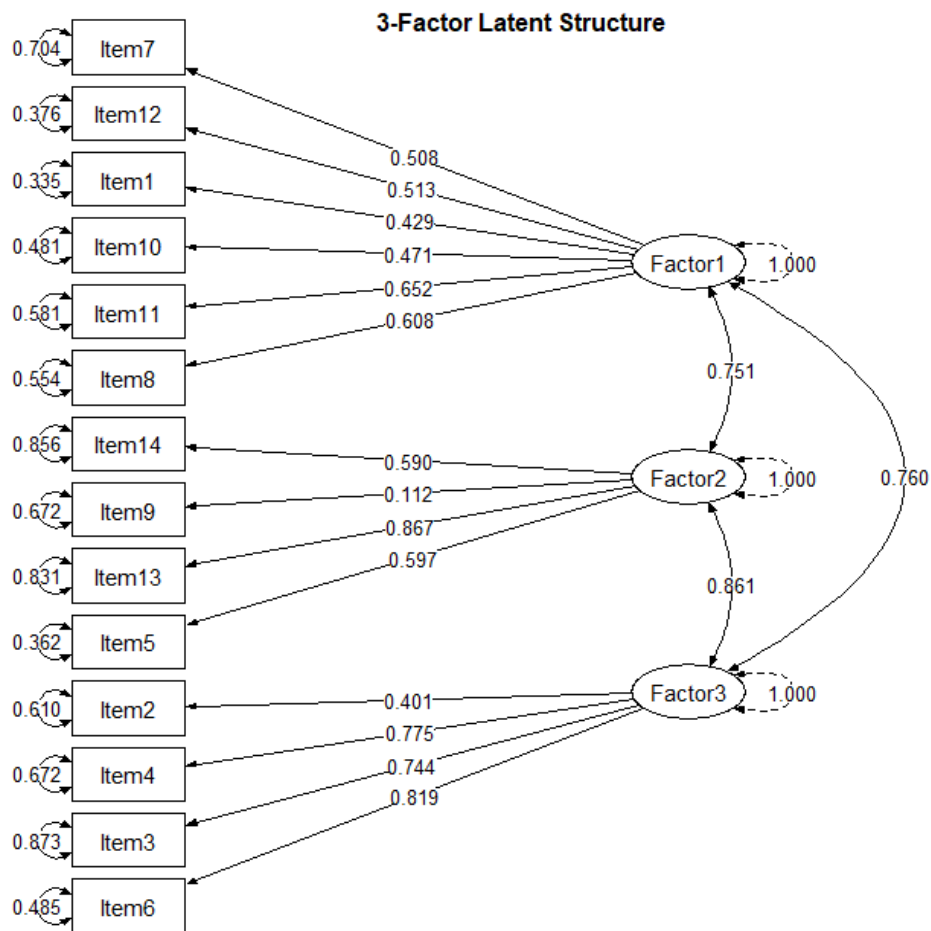 3-Factor Latent Structure
0.704 Item7
0.376 Item12
0.335 Item1
0.481 Item10
0.581 Item11
0.554 Item8
0.856 Item14
0.672 Item9
0.831 Item13
0.362 Item5
0.610 Item2
0.672 Item4
0.873 Item3
0.485 Item6
0.508
0.513
0.429
0.471
0.652
0.608
0.590
0.112
0.867
0.597
0.401
0.775
0.744
0.819
Factor1 1.000
0.751
Factor2 1.000
0.760
0.861
Factor3 1.000